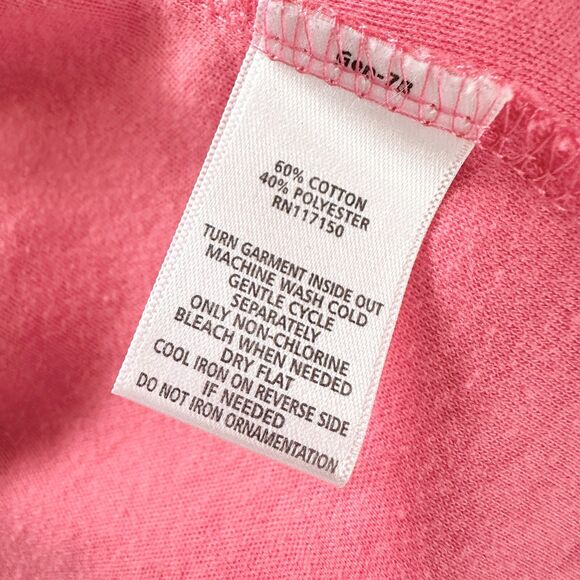 60% COTTON
40% POLYESTER
RN117150
TURN GARMENT INSIDE OUT
MACHINE WASH COLD
GENTLE CYCLE
SEPARATELY
ONLY NON-CHLORINE
BLEACH WHEN NEEDED
DRY FLAT
COOL IRON ON REVERSE SIDE
IF NEEDED
DO NOT IRON ORNAMENTATION